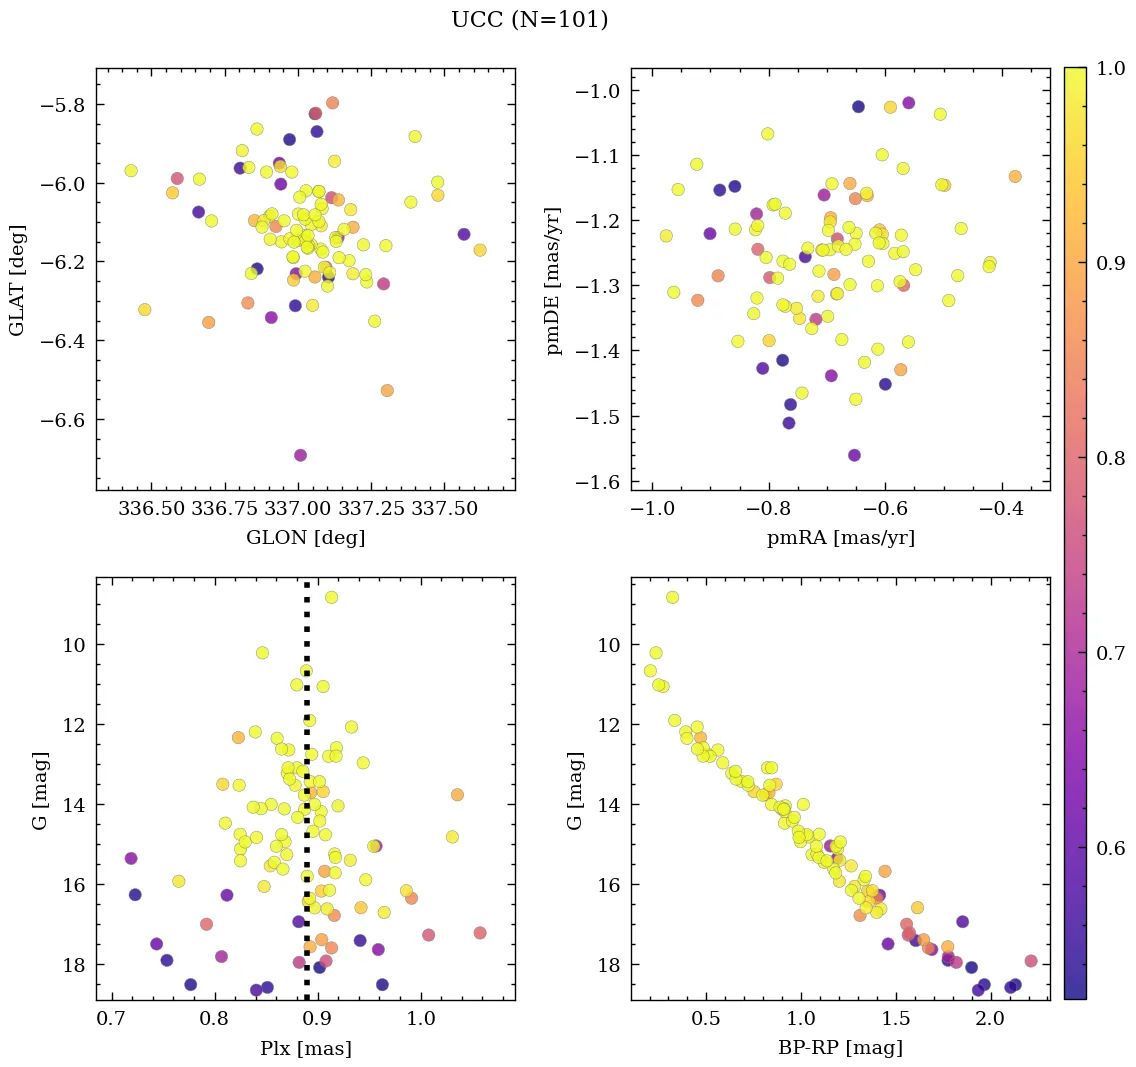 UCC (N=101)
−5.8
−6.0
−6.2
−6.4
−6.6
GLAT [deg]
336.50 336.75 337.00 337.25 337.50
GLON [deg]
−1.0
−1.1
−1.2
−1.3
−1.4
−1.5
−1.6
pmDE [mas/yr]
−1.0 −0.8 −0.6 −0.4
pmRA [mas/yr]
1.0
0.9
0.8
0.7
0.6
10
12
14
16
18
G [mag]
0.7 0.8 0.9 1.0
Plx [mas]
10
12
14
16
18
G [mag]
0.5 1.0 1.5 2.0
BP-RP [mag]